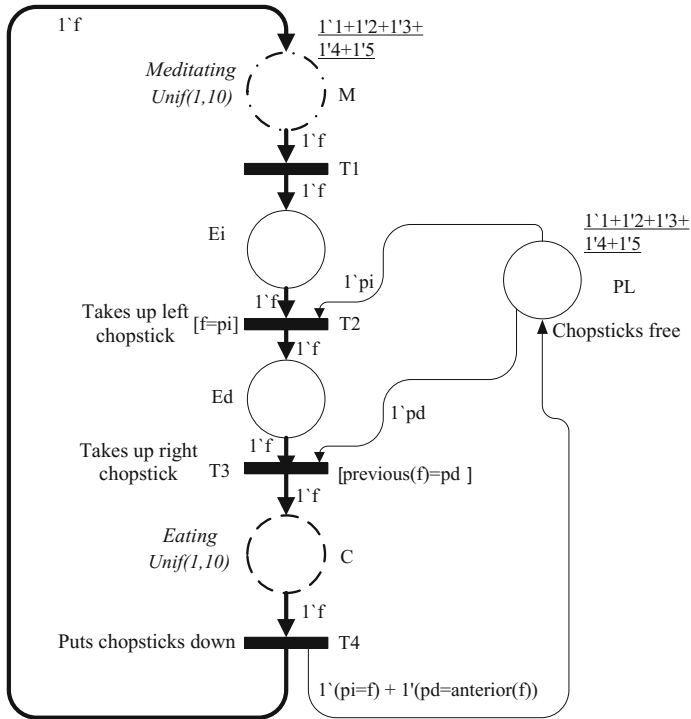 1`f
1`1+1'2+1'3+
1'4+1'5
Meditating
Unif(1,10)
M
1`f
T1
1`f
Ei
1`1+1'2+1'3+
1'4+1'5
PL
1`pi
1`f
Takes up left
chopstick
[f=pi]
T2
Chopsticks free
1`f
Ed
1`pd
1`f
Takes up right
chopstick
T3
[previous(f)=pd ]
1`f
Eating
Unif(1,10)
C
1`f
Puts chopsticks down
T4
1`(pi=f) + 1'(pd=anterior(f))